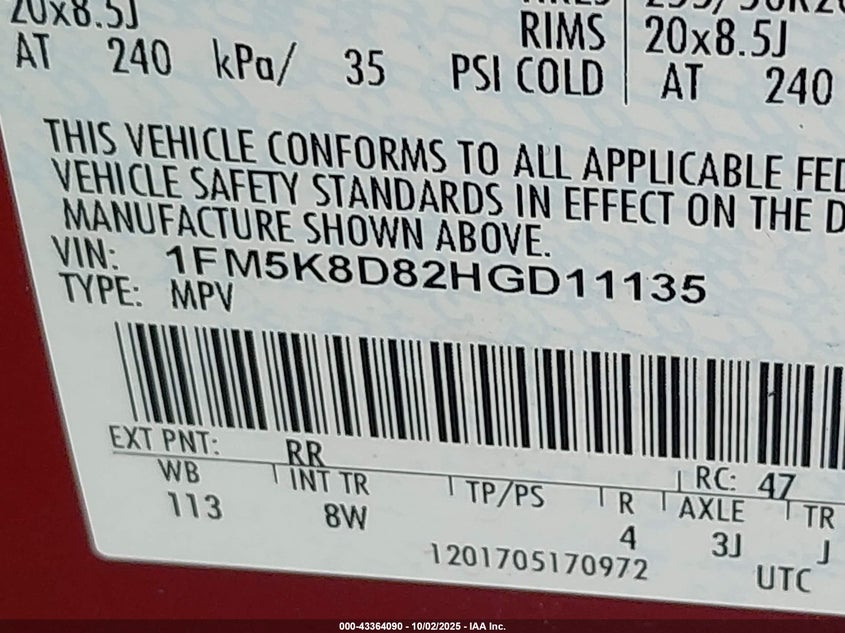 20x8.5J
RIMS 20x8.5J
AT 240 kPa/ 35 PSI COLD AT 240
THIS VEHICLE CONFORMS TO ALL APPLICABLE FED
VEHICLE SAFETY STANDARDS IN EFFECT ON THE D
MANUFACTURE SHOWN ABOVE.
VIN: 1FM5K8D82HGD11135
TYPE: MPV
EXT PNT: RR RC: 47
WB INT TR TP/PS R AXLE TR
113 8W 4 3J J
1201705170972 UTC
000-43364090 - 10/02/2025 - IAA Inc.